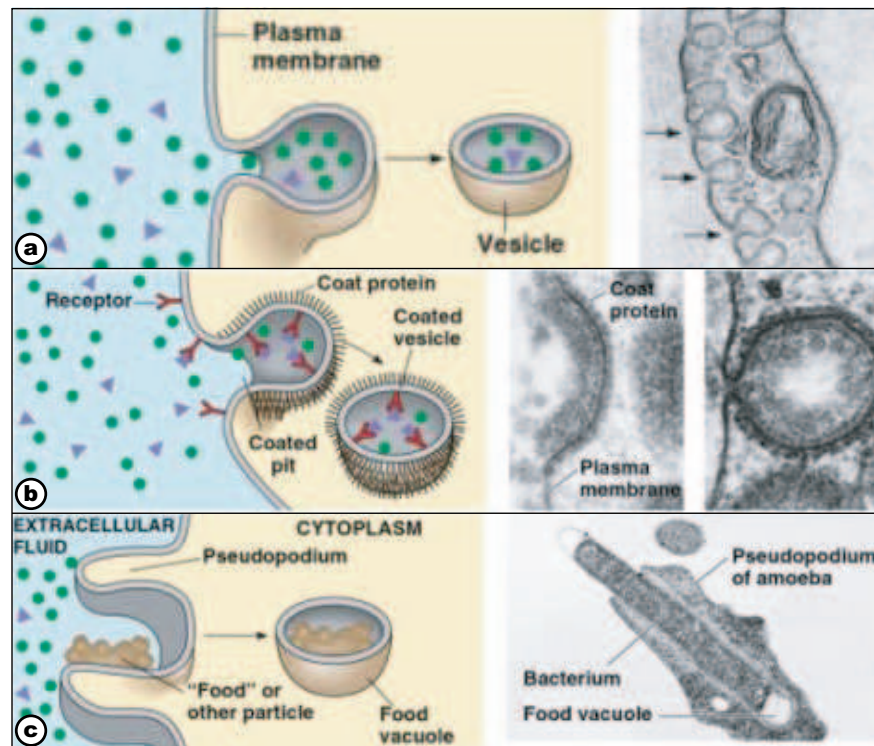 Plasma
membrane
Vesicle
a
Receptor
Coat protein
Coated
vesicle
Coated
pit
Coat
protein
Plasma
membrane
b
EXTRACELLULAR
FLUID
CYTOPLASM
Pseudopodium
"Food" or
other particle
Food
vacuole
Pseudopodium
of amoeba
Bacterium
Food vacuole
c